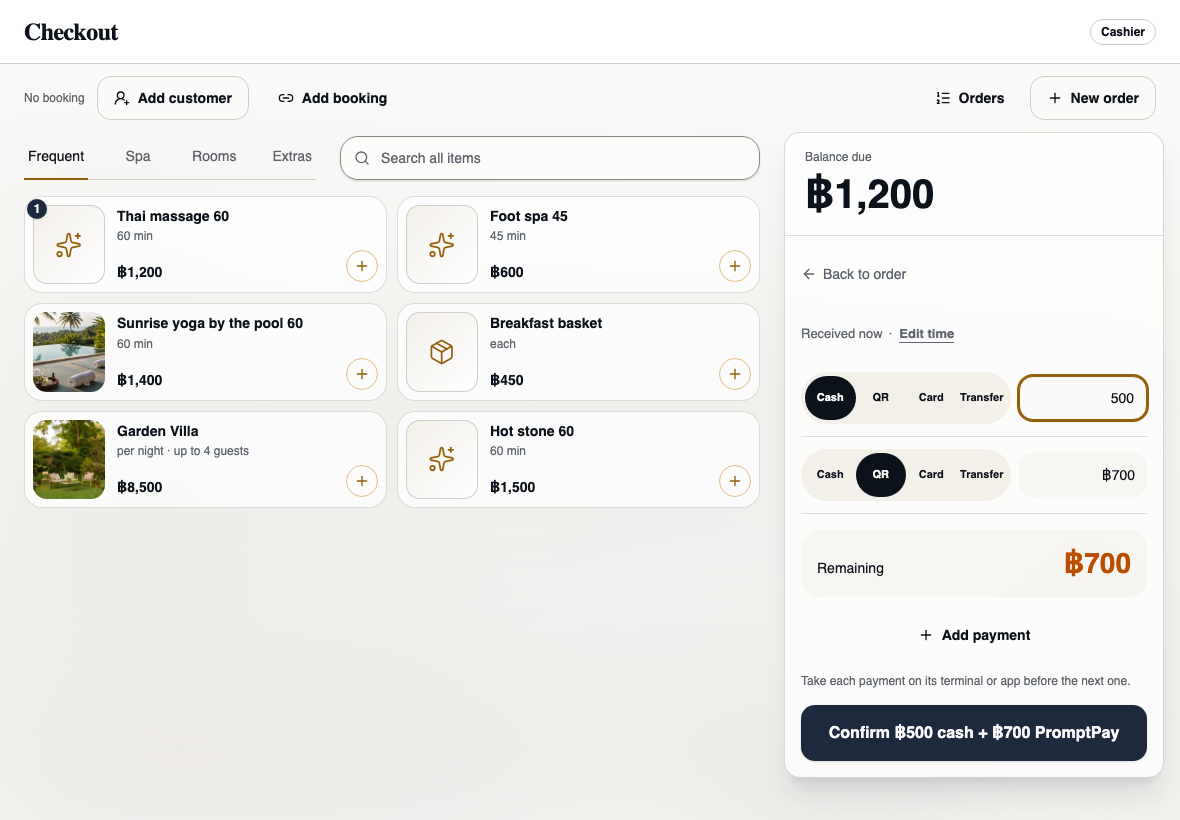 Checkout
Cashier
No booking
Add customer
Add booking
Orders
New order
Frequent
Spa
Rooms
Extras
Search all items
1
Thai massage 60
60 min
฿1,200
Foot spa 45
45 min
฿600
Sunrise yoga by the pool 60
60 min
฿1,400
Breakfast basket
each
฿450
Garden Villa
per night · up to 4 guests
฿8,500
Hot stone 60
60 min
฿1,500
Balance due
฿1,200
Back to order
Received now · Edit time
Cash QR Card Transfer 500
Cash QR Card Transfer ฿700
Remaining ฿700
Add payment
Take each payment on its terminal or app before the next one.
Confirm ฿500 cash + ฿700 PromptPay